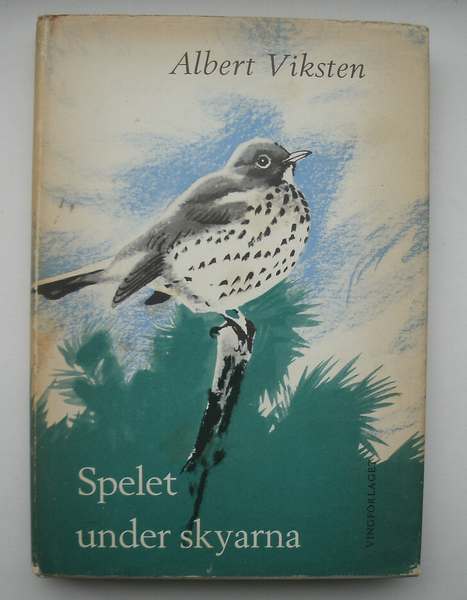 Albert Viksten
Spelet
under skyarna
VINGFÖRLAGET